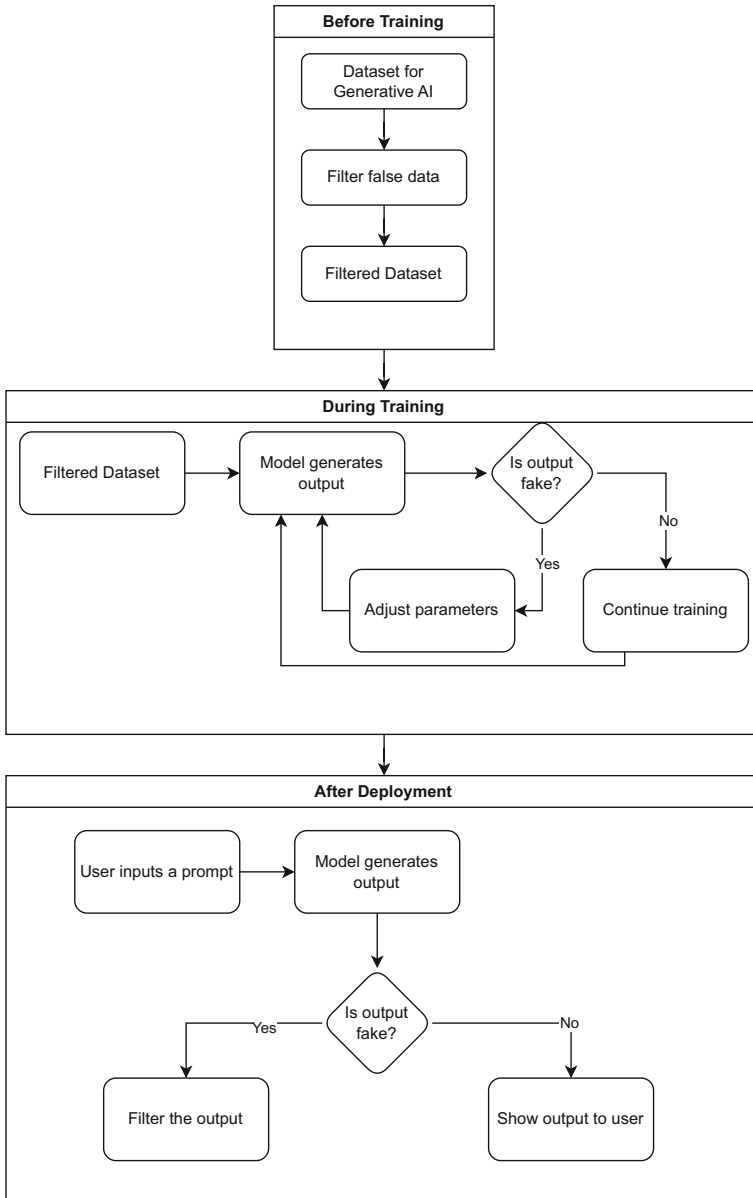 Before Training
Dataset for
Generative AI
Filter false data
Filtered Dataset
During Training
Filtered Dataset
Model generates
output
Is output
fake?
No
Yes
Adjust parameters
Continue training
After Deployment
User inputs a prompt
Model generates
output
Is output
fake?
Yes
No
Filter the output
Show output to user